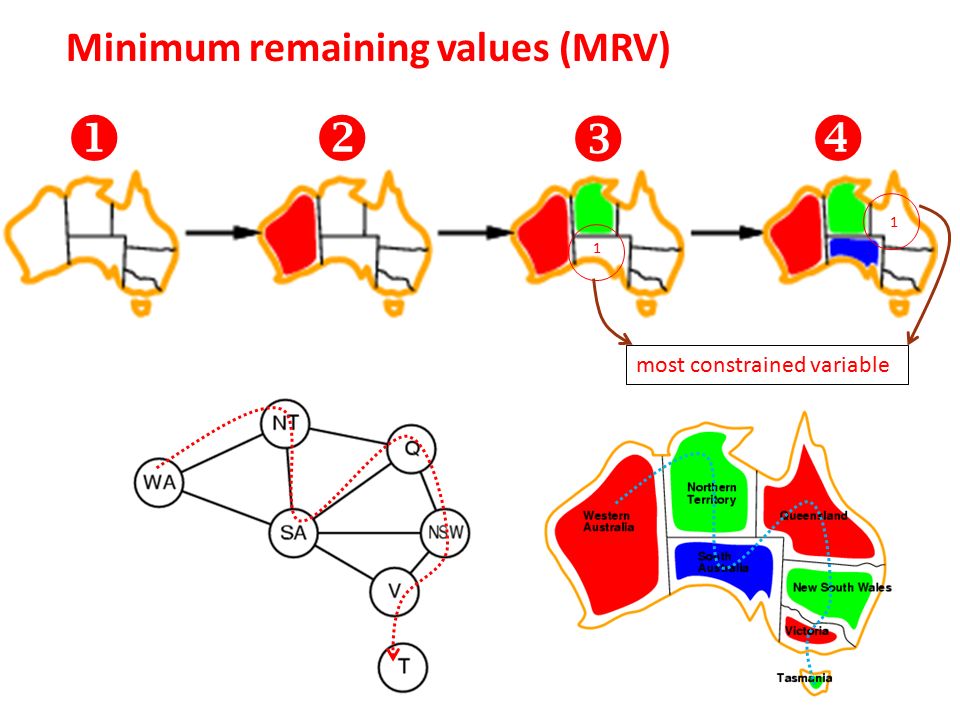 Minimum remaining values (MRV)
❶ ❷ ❸ ❹
1
1
most constrained variable
NT
Q
WA
SA
NSW
V
T
Northern
Territory
Western
Australia
Queensland
South
Australia
New South Wales
Victoria
Tasmania